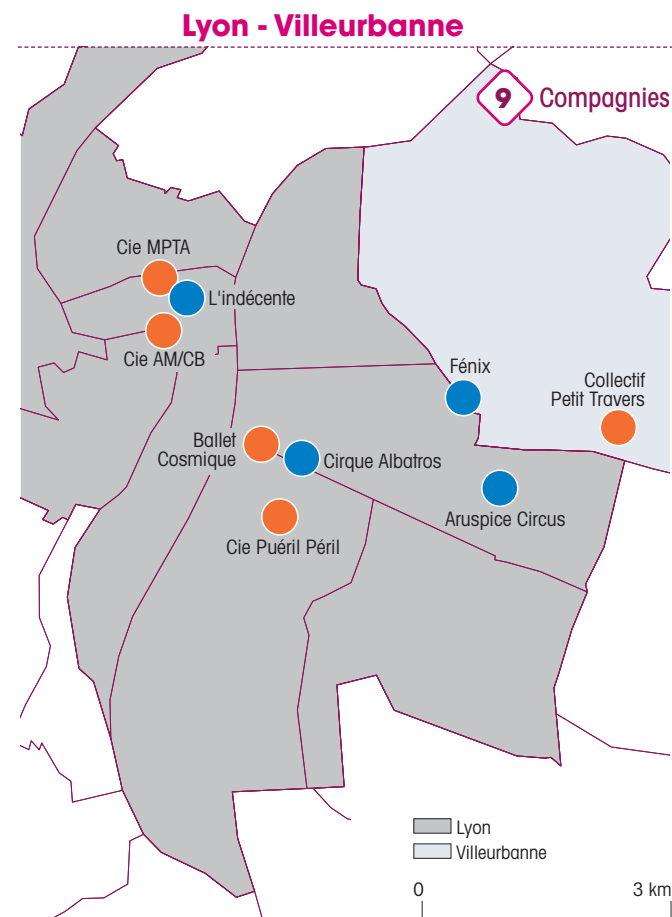 Lyon - Villeurbanne
9 Compagnies
Cie MPTA
L'indécente
Cie AM/CB
Fénix
Collectif
Petit Travers
Ballet
Cosmique
Cirque Albatros
Aruspice Circus
Cie Puéril Péril
Lyon
Villeurbanne
0 3 km